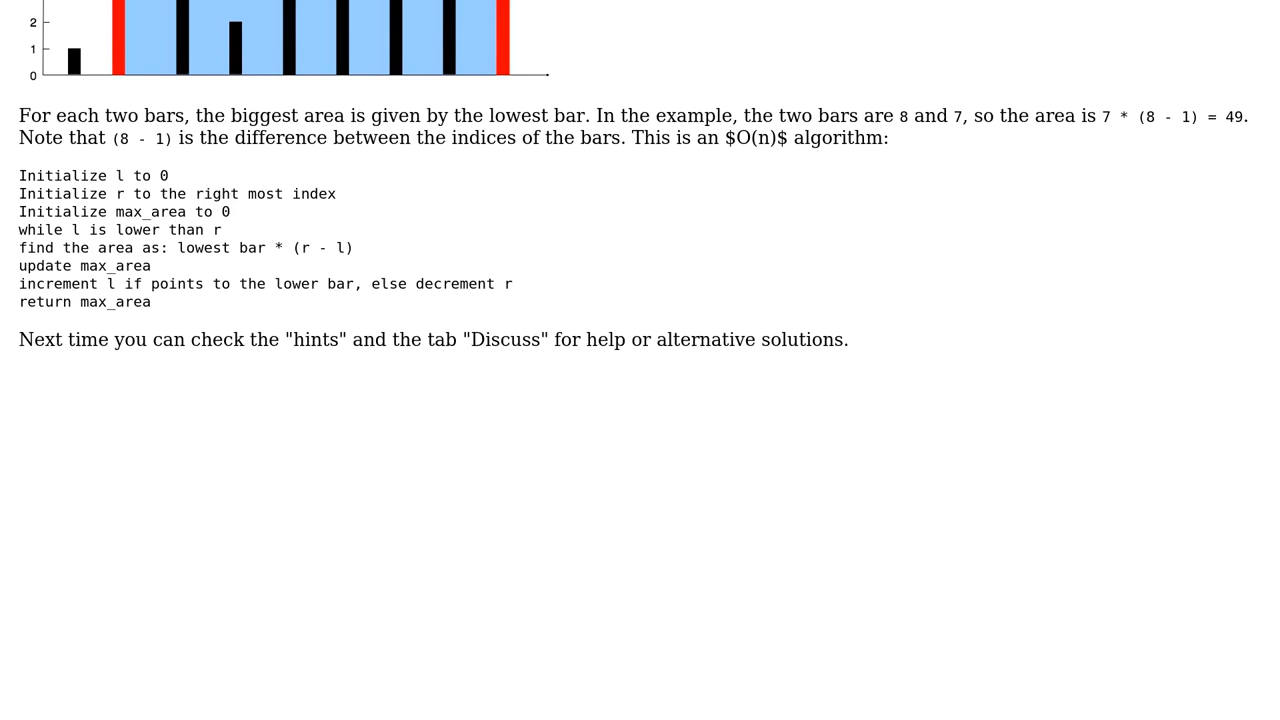 2
1
0
For each two bars, the biggest area is given by the lowest bar. In the example, the two bars are 8 and 7, so the area is 7 * (8 - 1) = 49.
Note that (8 - 1) is the difference between the indices of the bars. This is an $O(n)$ algorithm:
Initialize l to 0
Initialize r to the right most index
Initialize max_area to 0
while l is lower than r
find the area as: lowest bar * (r - l)
update max_area
increment l if points to the lower bar, else decrement r
return max_area
Next time you can check the "hints" and the tab "Discuss" for help or alternative solutions.